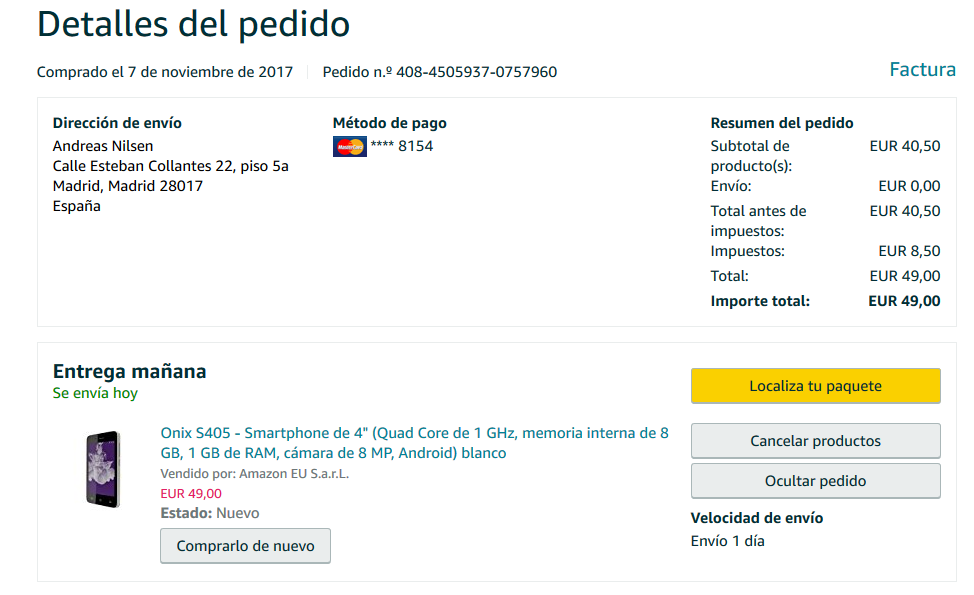 Detalles del pedido
Comprado el 7 de noviembre de 2017
Pedido n.º 408-4505937-0757960
Factura
Dirección de envío
Andreas Nilsen
Calle Esteban Collantes 22, piso 5a
Madrid, Madrid 28017
España
Método de pago
MasterCard **** 8154
Resumen del pedido
Subtotal de producto(s): EUR 40,50
Envío: EUR 0,00
Total antes de impuestos: EUR 40,50
Impuestos: EUR 8,50
Total: EUR 49,00
Importe total: EUR 49,00
Entrega mañana
Se envía hoy
Onix S405 - Smartphone de 4" (Quad Core de 1 GHz, memoria interna de 8
GB, 1 GB de RAM, cámara de 8 MP, Android) blanco
Vendido por: Amazon EU S.a.r.L.
EUR 49,00
Estado: Nuevo
Comprarlo de nuevo
Localiza tu paquete
Cancelar productos
Ocultar pedido
Velocidad de envío
Envío 1 día